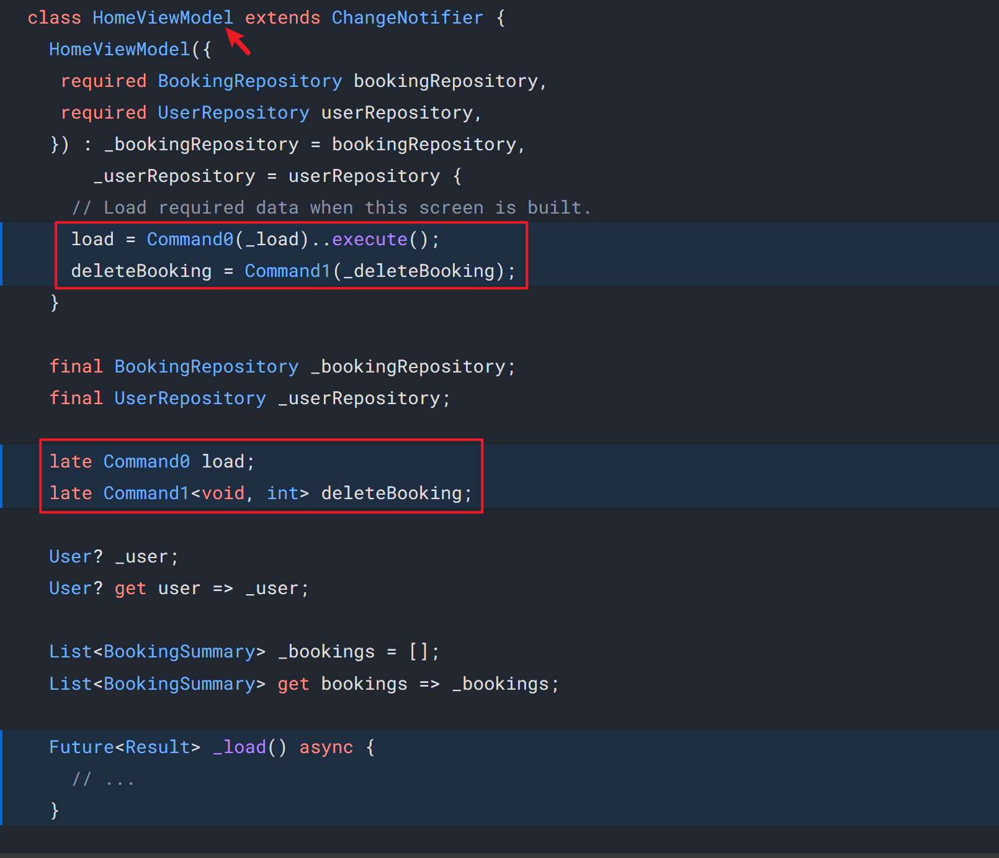 class HomeViewModel extends ChangeNotifier {
HomeViewModel({
required BookingRepository bookingRepository,
required UserRepository userRepository,
}) : _bookingRepository = bookingRepository,
_userRepository = userRepository {
// Load required data when this screen is built.
load = Command0(_load)..execute();
deleteBooking = Command1(_deleteBooking);
}
final BookingRepository _bookingRepository;
final UserRepository _userRepository;
late Command0 load;
late Command1<void, int> deleteBooking;
User? _user;
User? get user => _user;
List<BookingSummary> _bookings = [];
List<BookingSummary> get bookings => _bookings;
Future<Result> _load() async {
// ...
}